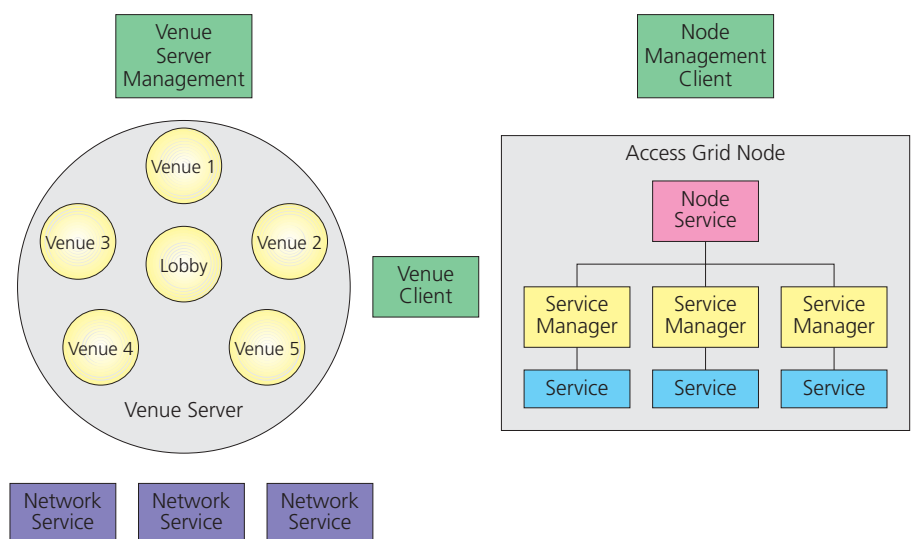 Venue
Server
Management
Node
Management
Client
Venue 1
Venue 3
Venue 2
Lobby
Venue 4
Venue 5
Venue Server
Venue
Client
Access Grid Node
Node
Service
Service
Manager
Service
Manager
Service
Manager
Service
Service
Service
Network
Service
Network
Service
Network
Service